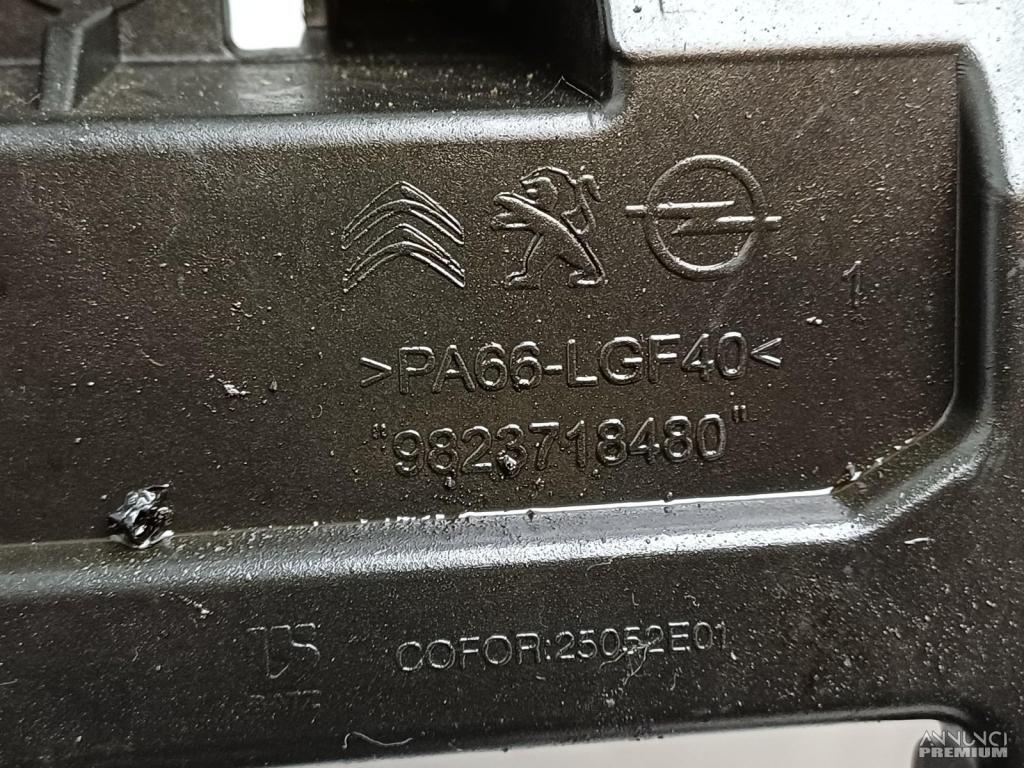 1
>PA66-LGF40<
"9823718480"
COFOR:25052E01
ANNUNCI
PREMIUM